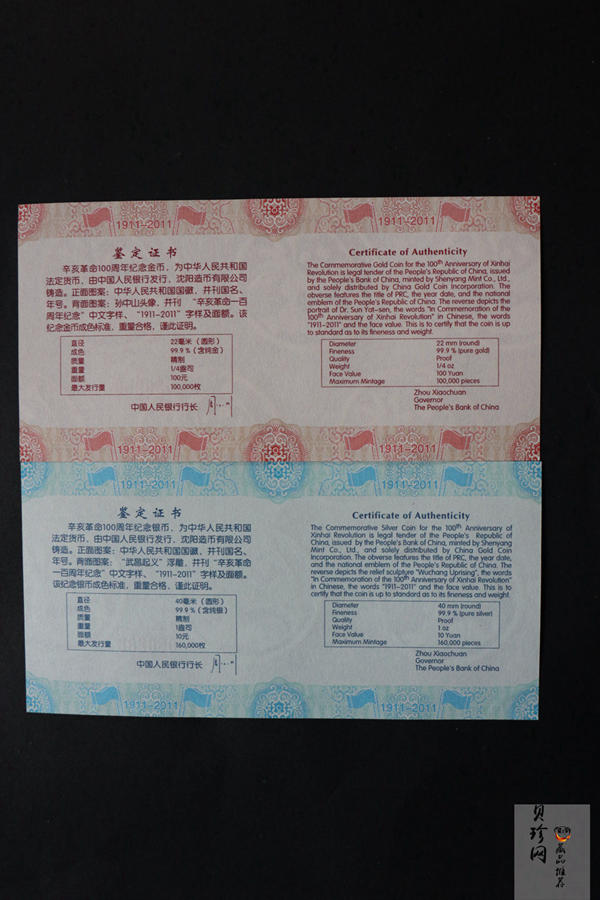 1911–2011
1911–2011
鉴定证书
辛亥革命100周年纪念金币,为中华人民共和国
法定货币,由中国人民银行发行,沈阳造币有限公司
铸造。正面图案:中华人民共和国国徽,并刊国名、
年号。背面图案:孙中山头像,并刊“辛亥革命一百
周年纪念”中文字样、“1911-2011”字样及面额。该
纪念金币成色标准,重量合格,谨此证明。
直径 22毫米(圆形)
成色 99.9%(含纯金)
质量 精制
重量 1/4盎司
面额 100元
最大发行量 100,000枚
中国人民银行行长
Certificate of Authenticity
The Commemorative Gold Coin for the 100th Anniversary of Xinhai
Revolution is legal tender of the People's Republic of China, issued
by the People's Bank of China, minted by Shenyang Mint Co., Ltd.,
and solely distributed by China Gold Coin Incorporation. The
obverse features the title of PRC, the year date, and the national
emblem of the People's Republic of China. The reverse depicts the
portrait of Dr. Sun Yat-sen, the words "In Commemoration of the
100th Anniversary of Xinhai Revolution" in Chinese, the words
"1911-2011" and the face value. This is to certify that the coin is up
to standard as to its fineness and weight.
Diameter 22 mm (round)
Fineness 99.9 % (pure gold)
Quality Proof
Weight 1/4 oz
Face Value 100 Yuan
Maximum Mintage 100,000 pieces
Zhou Xiaochuan
Governor
The People's Bank of China
1911–2011
1911–2011
1911–2011
1911–2011
鉴定证书
辛亥革命100周年纪念银币,为中华人民共和国
法定货币,由中国人民银行发行,沈阳造币有限公司
铸造。正面图案:中华人民共和国国徽,并刊国名、
年号。背面图案:“武昌起义”浮雕,并刊“辛亥革命
一百周年纪念”中文字样、“1911-2011”字样及面额。
该纪念银币成色标准,重量合格,谨此证明。
直径 40毫米(圆形)
成色 99.9%(含纯银)
质量 精制
重量 1盎司
面额 10元
最大发行量 160,000枚
中国人民银行行长
Certificate of Authenticity
The Commemorative Silver Coin for the 100th Anniversary of
Xinhai Revolution is legal tender of the People's Republic of
China, issued by the People's Bank of China, minted by Shenyang
Mint Co., Ltd., and solely distributed by China Gold Coin
Incorporation. The obverse features the title of PRC, the year date,
and the national emblem of the People's Republic of China. The
reverse depicts the relief sculpture "Wuchang Uprising", the words
"In Commemoration of the 100th Anniversary of Xinhai Revolution"
in Chinese, the words "1911-2011" and the face value. This is to
certify that the coin is up to standard as to its fineness and weight.
Diameter 40 mm (round)
Fineness 99.9 % (pure silver)
Quality Proof
Weight 1 oz
Face Value 10 Yuan
Maximum Mintage 160,000 pieces
Zhou Xiaochuan
Governor
The People's Bank of China
1911–2011
1911–2011
贝珍网
藏品推荐